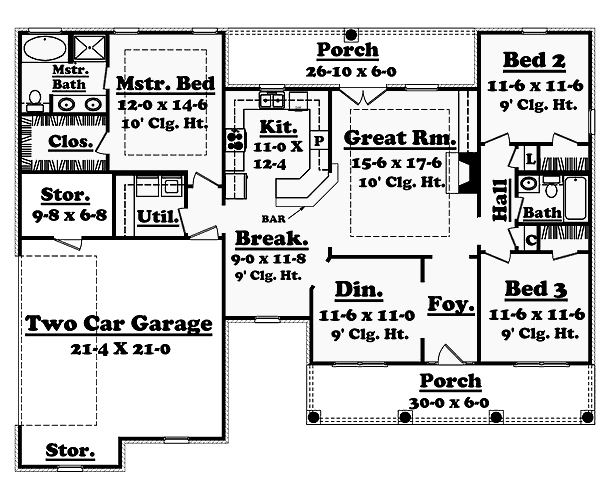 Porch
26-10 x 6-0
Bed 2
11-6 x 11-6
9' Clg. Ht.
Mstr.
Bath
Mstr. Bed
12-0 x 14-6
10' Clg. Ht.
Clos.
Kit.
11-0 X
12-4
P
Great Rm.
15-6 x 17-6
10' Clg. Ht.
L
Hall
Bath
C
Stor.
9-8 x 6-8
Util.
BAR
Break.
9-0 x 11-8
9' Clg. Ht.
Din.
11-6 x 11-0
9' Clg. Ht.
Foy.
Bed 3
11-6 x 11-6
9' Clg. Ht.
Two Car Garage
21-4 X 21-0
Porch
30-0 x 6-0
Stor.